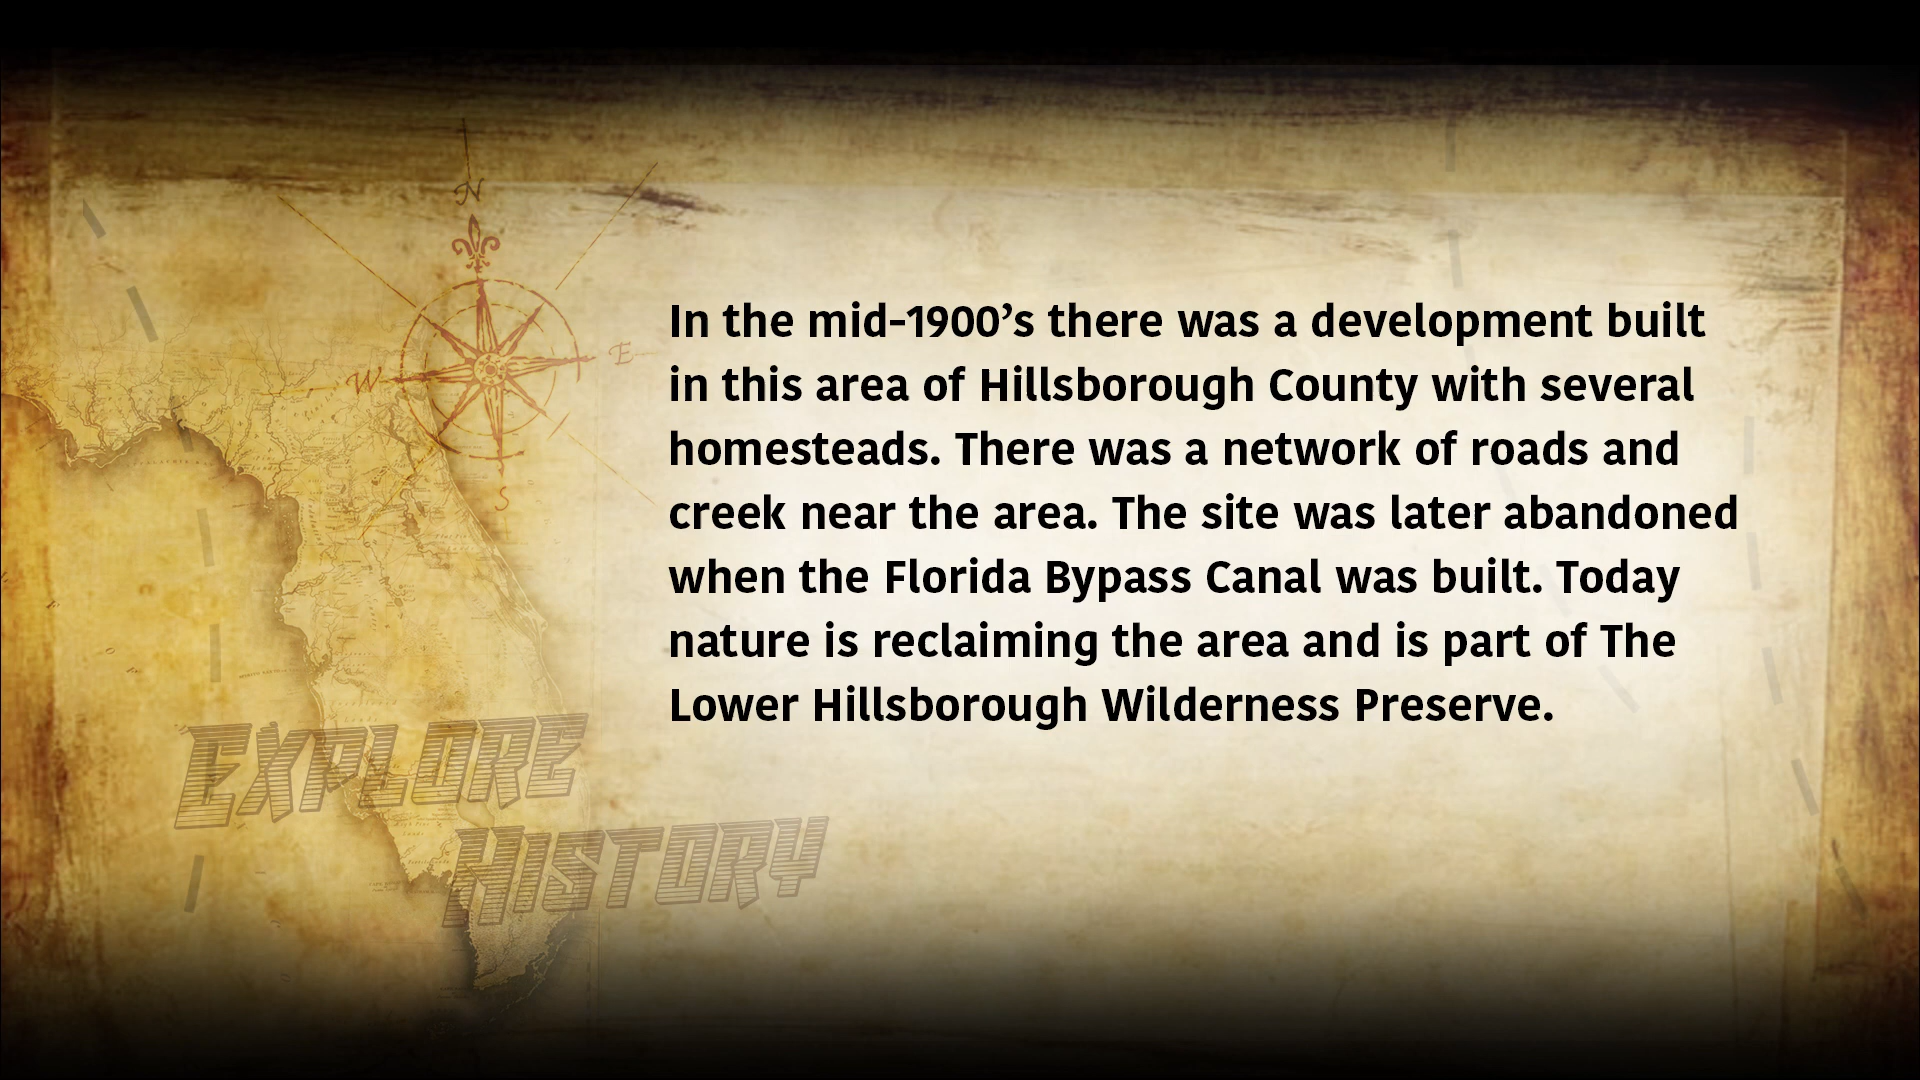 N
W
E
S
In the mid-1900’s there was a development built
in this area of Hillsborough County with several
homesteads. There was a network of roads and
creek near the area. The site was later abandoned
when the Florida Bypass Canal was built. Today
nature is reclaiming the area and is part of The
Lower Hillsborough Wilderness Preserve.
EXPLORE
HISTORY